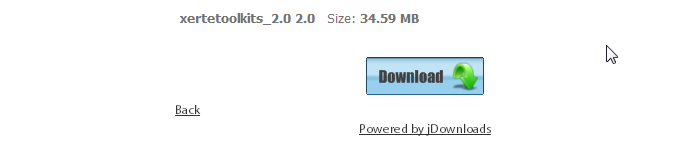 xertetoolkits_2.0 2.0 Size: 34.59 MB
Download
Back
Powered by jDownloads